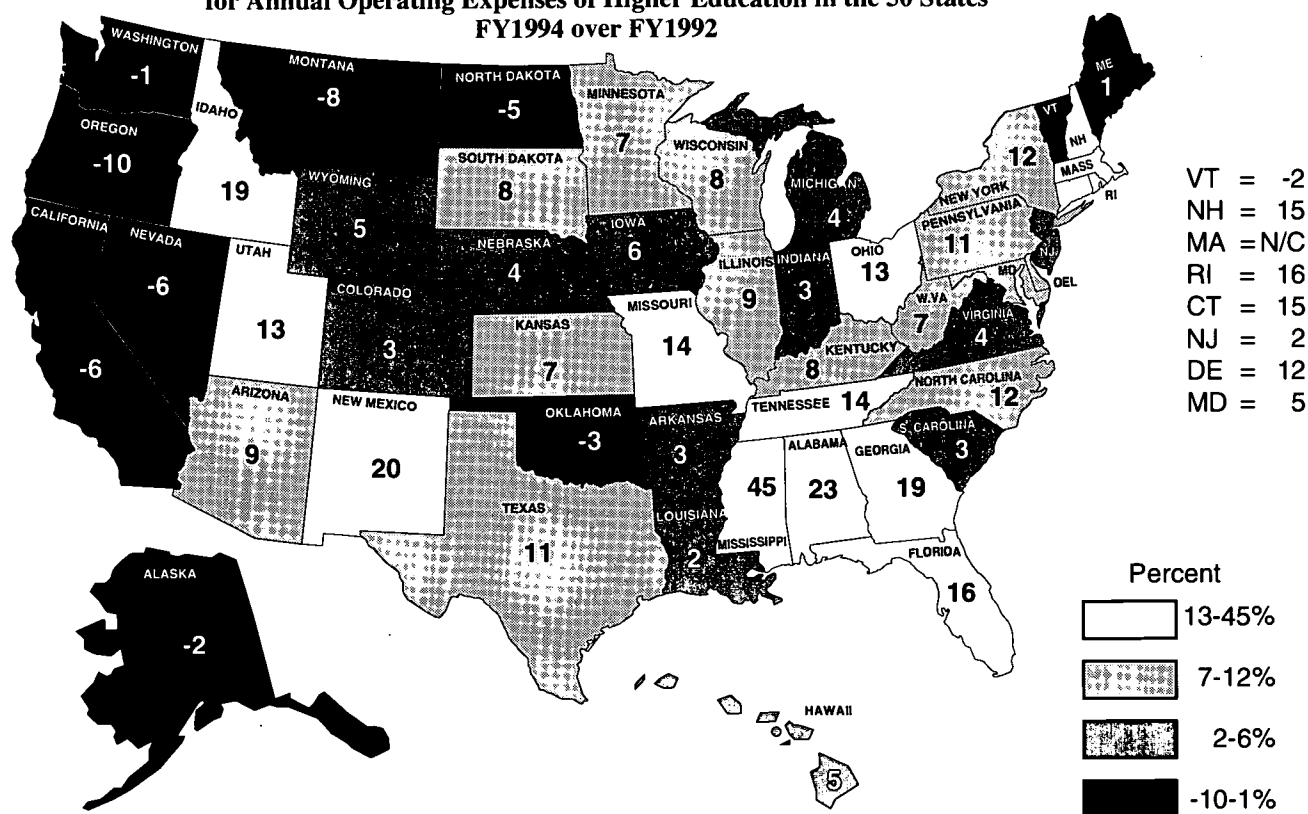 for Annual Operating Expenses of Higher Education in the 50 States
FY1994 over FY1992
WASHINGTON
-1
MONTANA
-8
NORTH DAKOTA
-5
MINNESOTA
7
ME
1
IDAHO
19
OREGON
-10
SOUTH DAKOTA
8
WISCONSIN
8
MICHIGAN
4
VT
NH
MASS
RI
NEW YORK
12
WYOMING
5
IOWA
6
NEBRASKA
4
PENNSYLVANIA
11
NJ
CALIFORNIA
-6
NEVADA
-6
UTAH
13
COLORADO
3
ILLINOIS
9
INDIANA
3
OHIO
13
MD
DEL
W.VA
7
VIRGINIA
4
KANSAS
7
MISSOURI
14
KENTUCKY
8
ARIZONA
9
NEW MEXICO
20
OKLAHOMA
-3
ARKANSAS
3
TENNESSEE 14
NORTH CAROLINA
12
S. CAROLINA
3
TEXAS
11
LOUISIANA
2
45
MISSISSIPPI
ALABAMA
23
GEORGIA
19
FLORIDA
16
ALASKA
-2
HAWAII
5
VT = -2
NH = 15
MA = N/C
RI = 16
CT = 15
NJ = 2
DE = 12
MD = 5
Percent
13-45%
7-12%
2-6%
-10-1%